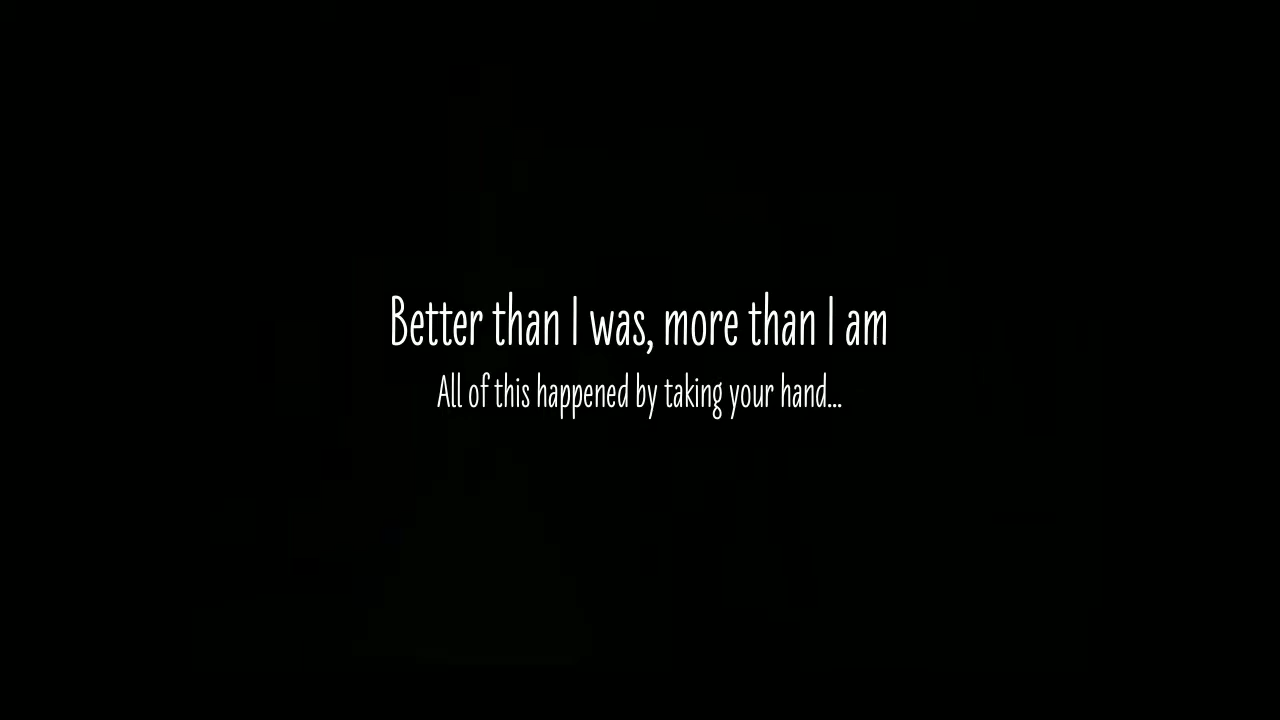 Better than I was, more than I am
All of this happened by taking your hand...